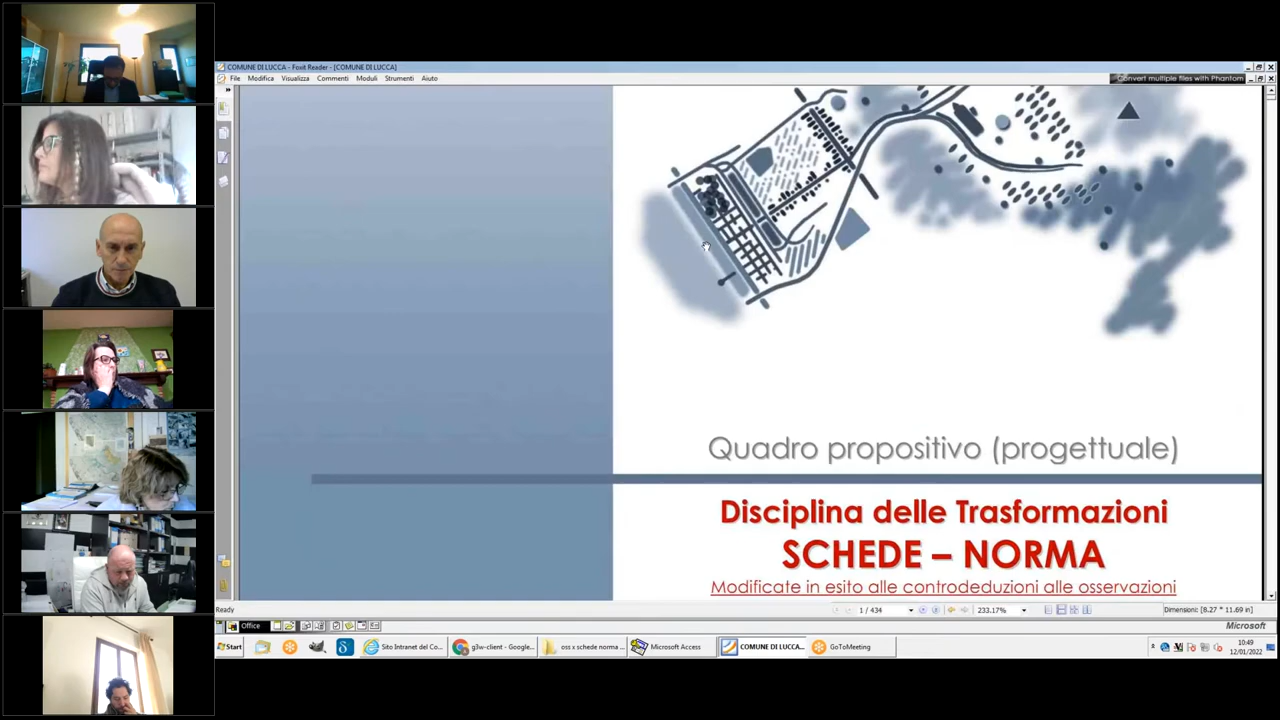 COMUNE DI LUCCA - Foxit Reader - [COMUNE DI LUCCA]
File Modifica Visualizza Commenti Moduli Strumenti Aiuto
Convert multiple files with Phantom
Quadro propositivo (progettuale)
Disciplina delle Trasformazioni
SCHEDE – NORMA
Modificate in esito alle controdeduzioni alle osservazioni
Ready
1 / 434
233.17%
Dimensioni: [8.27 * 11.69 in]
Office
Microsoft
Start
Sito Intranet del Co...
g3w-client - Google...
oss x schede norma ...
Microsoft Access
COMUNE DI LUCCA...
GoToMeeting
10:49
12/01/2022